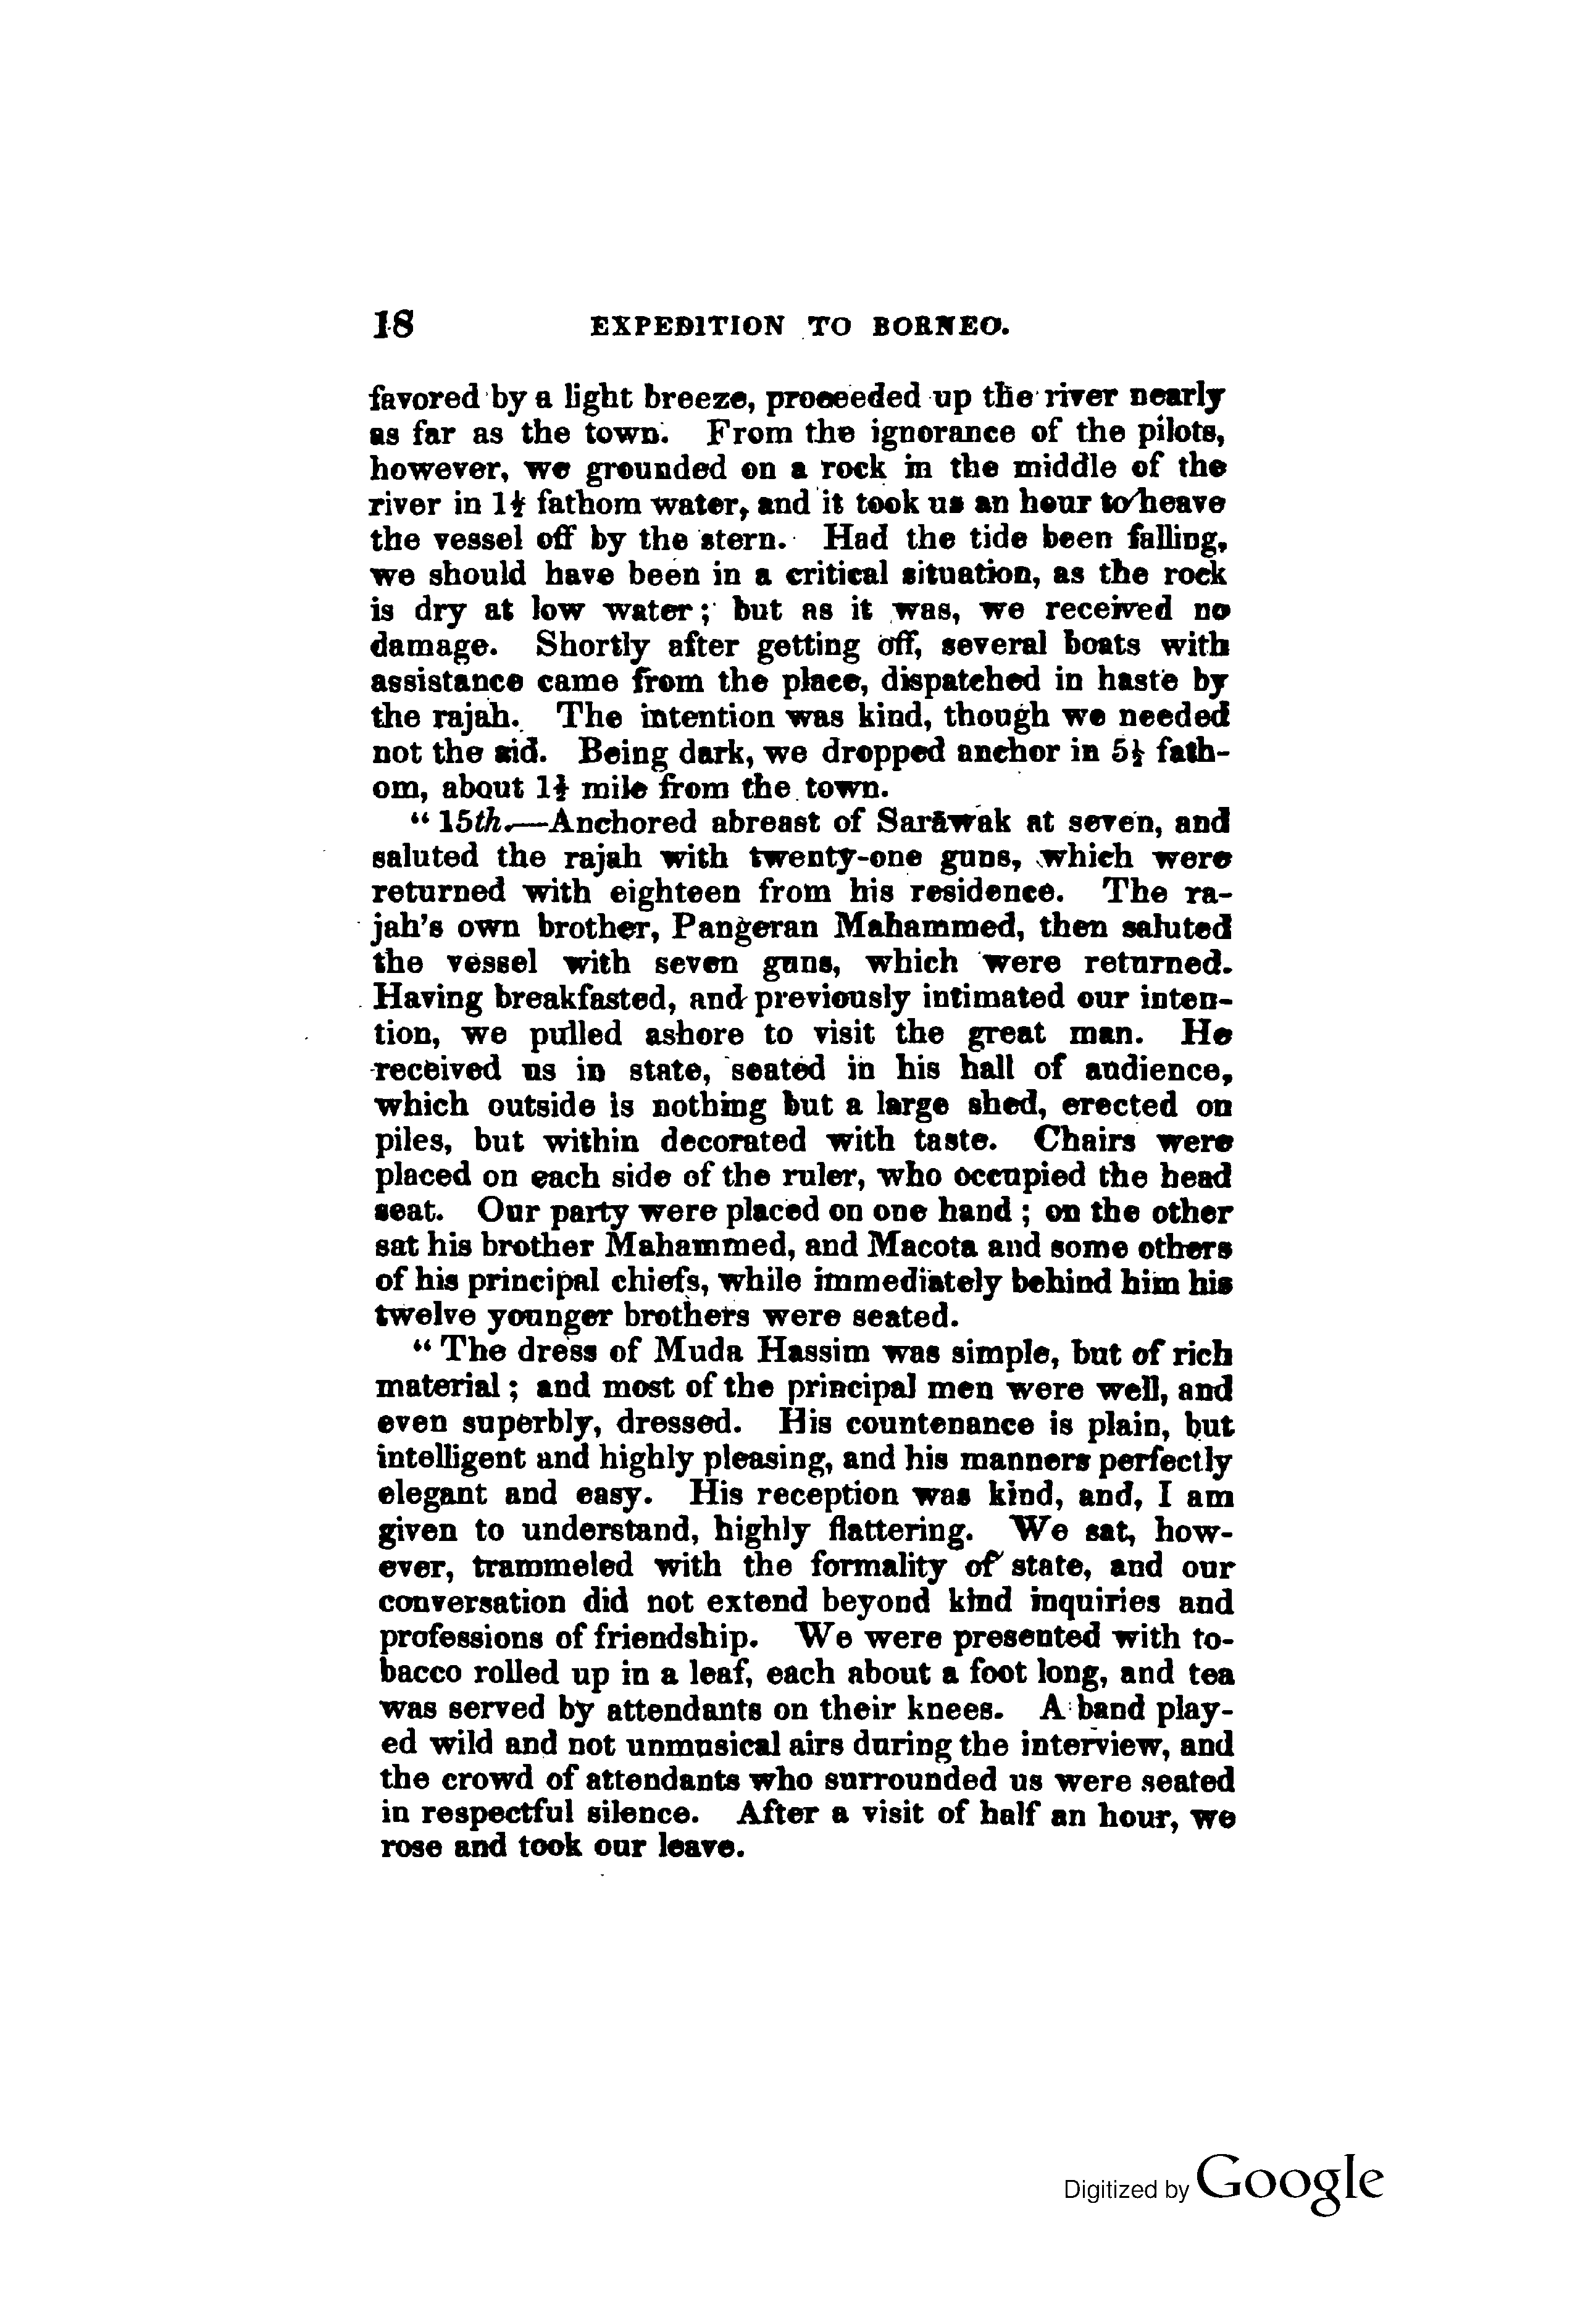 18 EXPEDITION TO BORNEO.
favored by a light breeze, proceeded up the river nearly
as far as the town. From the ignorance of the pilots,
however, we grounded on a rock in the middle of the
river in 1½ fathom water, and it took us an hour to heave
the vessel off by the stern. Had the tide been falling,
we should have been in a critical situation, as the rock
is dry at low water; but as it was, we received no
damage. Shortly after getting off, several boats with
assistance came from the place, dispatched in haste by
the rajah. The intention was kind, though we needed
not the aid. Being dark, we dropped anchor in 5½ fath-
om, about 1½ mile from the town.
“15th.—Anchored abreast of Saräwak at seven, and
saluted the rajah with twenty-one guns, which were
returned with eighteen from his residence. The ra-
jah's own brother, Pangeran Mahammed, then saluted
the vessel with seven guns, which were returned.
Having breakfasted, and previously intimated our inten-
tion, we pulled ashore to visit the great man. He
received us in state, seated in his hall of audience,
which outside is nothing but a large shed, erected on
piles, but within decorated with taste. Chairs were
placed on each side of the ruler, who occupied the head
seat. Our party were placed on one hand; on the other
sat his brother Mahammed, and Macota and some others
of his principal chiefs, while immediately behind him his
twelve younger brothers were seated.
“The dress of Muda Hassim was simple, but of rich
material; and most of the principal men were well, and
even superbly, dressed. His countenance is plain, but
intelligent and highly pleasing, and his manners perfectly
elegant and easy. His reception was kind, and, I am
given to understand, highly flattering. We sat, how-
ever, trammeled with the formality of state, and our
conversation did not extend beyond kind inquiries and
professions of friendship. We were presented with to-
bacco rolled up in a leaf, each about a foot long, and tea
was served by attendants on their knees. A band play-
ed wild and not unmusical airs during the interview, and
the crowd of attendants who surrounded us were seated
in respectful silence. After a visit of half an hour, we
rose and took our leave.
Digitized by Google